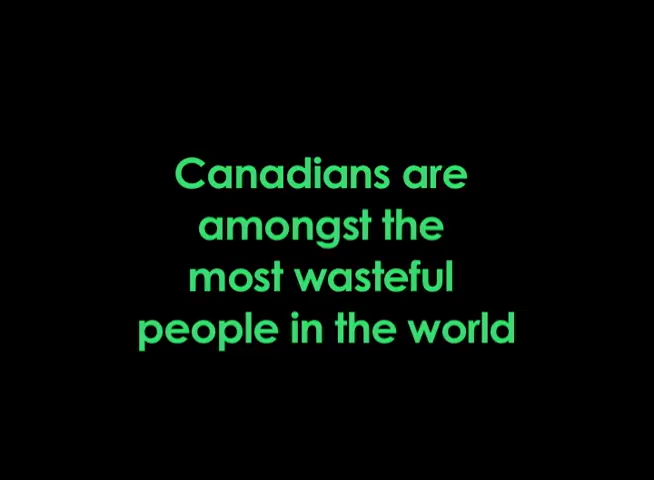 Canadians are
amongst the
most wasteful
people in the world